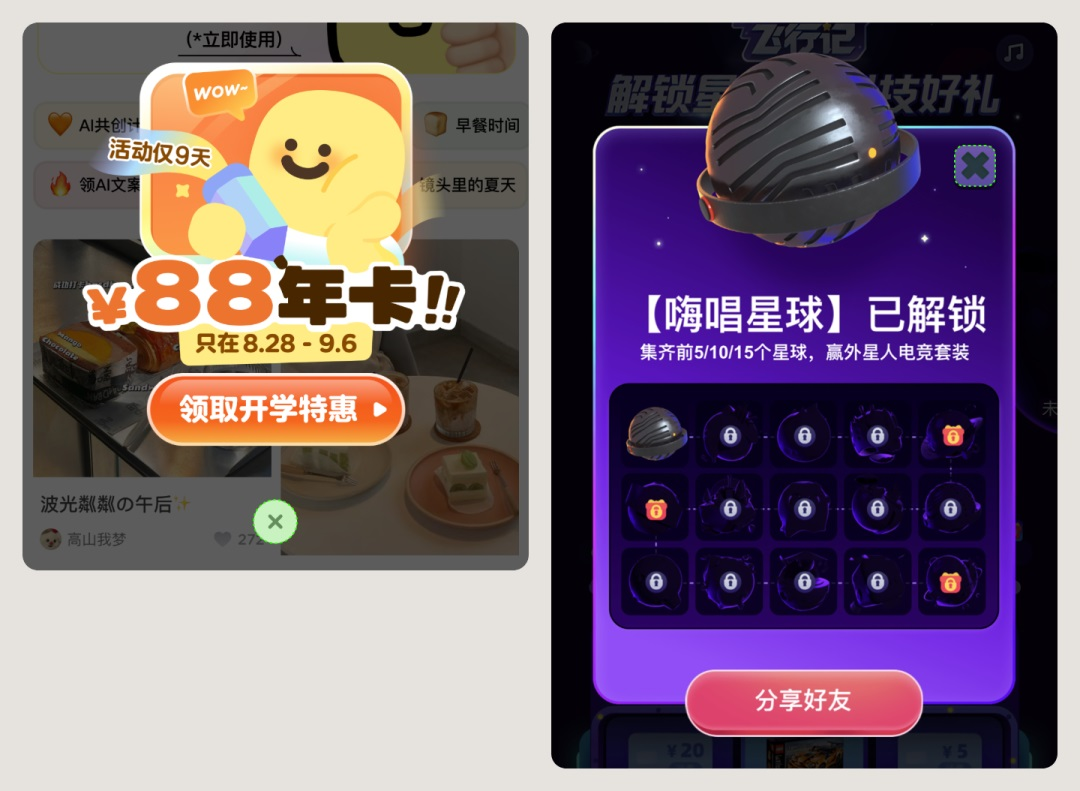 (*立即使用)
WOW~
AI共创计
早餐时间
活动仅9天
领AI文案
镜头里的夏天
¥88年卡!!
只在8.28 - 9.6
领取开学特惠
波光粼粼の午后✨
高山我梦
272
飞行记
解锁星
技好礼
【嗨唱星球】已解锁
集齐前5/10/15个星球，赢外星人电竞套装
未
分享好友
¥20
¥5